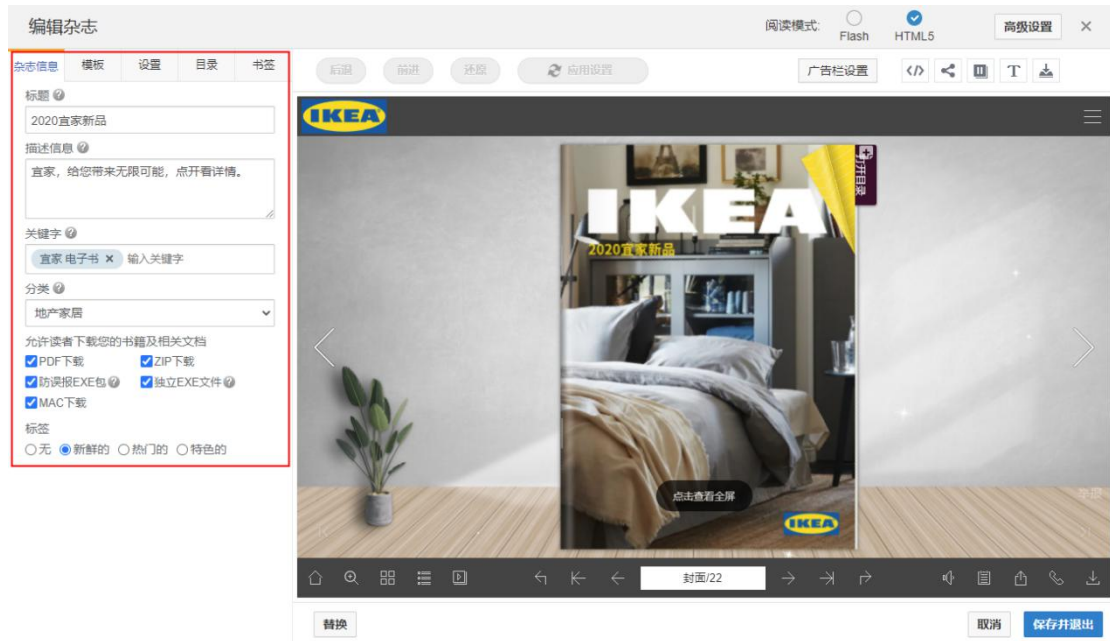 编辑杂志
阅读模式: Flash HTML5 高级设置
杂志信息 模板 设置 目录 书签
后退 前进 还原 应用设置 广告栏设置
标题
2020宜家新品
描述信息
宜家，给您带来无限可能，点开看详情。
关键字
宜家 电子书 × 输入关键字
分类
地产家居
允许读者下载您的书籍及相关文档
PDF下载 ZIP下载
防误报EXE包 独立EXE文件
MAC下载
标签
无 新鲜的 热门的 特色的
IKEA
打开目录
IKEA
2020宜家新品
点击查看全屏
IKEA
封面/22
替换 取消 保存并退出